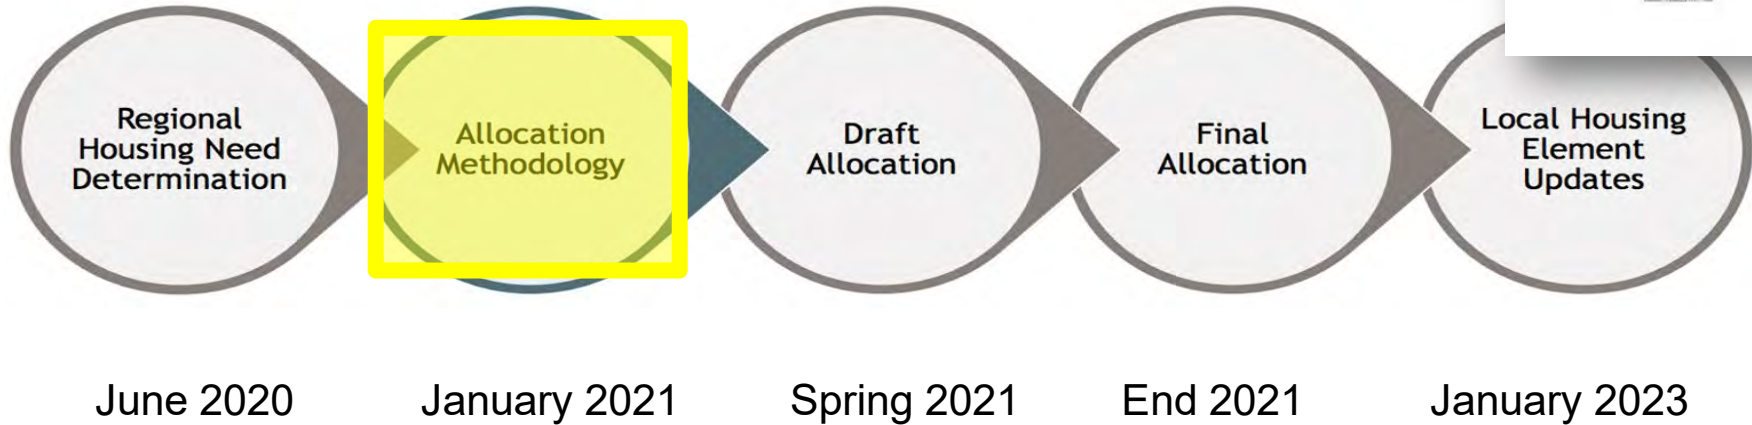 Regional
Housing Need
Determination
Allocation
Methodology
Draft
Allocation
Final
Allocation
Local Housing
Element
Updates
June 2020
January 2021
Spring 2021
End 2021
January 2023